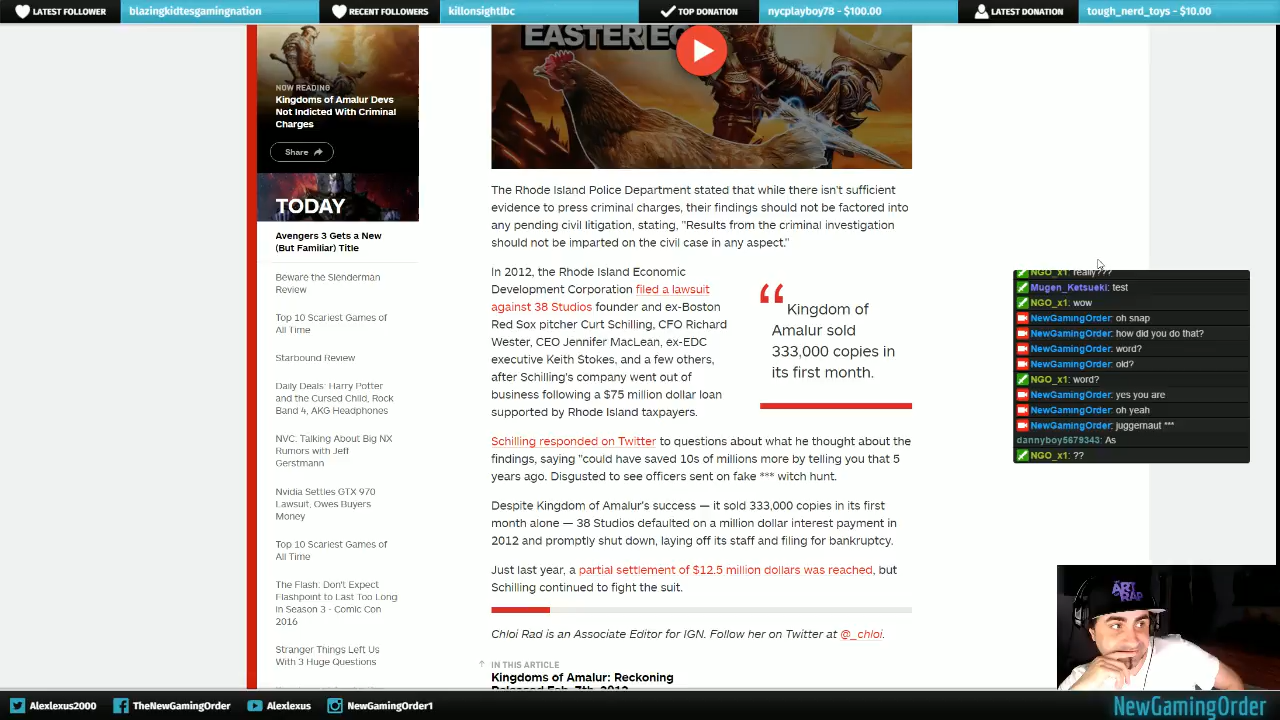 LATEST FOLLOWER
blazingkidtesgamingnation
RECENT FOLLOWERS
killonsightlbc
TOP DONATION
nycplayboy78 - $100.00
LATEST DONATION
tough_nerd_toys - $10.00
NOW READING
Kingdoms of Amalur Devs
Not Indicted With Criminal
Charges
Share
TODAY
Avengers 3 Gets a New
(But Familiar) Title
Beware the Slenderman
Review
Top 10 Scariest Games of
All Time
Starbound Review
Daily Deals: Harry Potter
and the Cursed Child, Rock
Band 4, AKG Headphones
NVC: Talking About Big NX
Rumors with Jeff
Gerstmann
Nvidia Settles GTX 970
Lawsuit, Owes Buyers
Money
Top 10 Scariest Games of
All Time
The Flash: Don't Expect
Flashpoint to Last Too Long
in Season 3 - Comic Con
2016
Stranger Things Left Us
With 3 Huge Questions
EASTER
The Rhode Island Police Department stated that while there isn't sufficient
evidence to press criminal charges, their findings should not be factored into
any pending civil litigation, stating, "Results from the criminal investigation
should not be imparted on the civil case in any aspect."
In 2012, the Rhode Island Economic
Development Corporation filed a lawsuit
against 38 Studios founder and ex-Boston
Red Sox pitcher Curt Schilling, CFO Richard
Wester, CEO Jennifer MacLean, ex-EDC
executive Keith Stokes, and a few others,
after Schilling's company went out of
business following a $75 million dollar loan
supported by Rhode Island taxpayers.
“ Kingdom of
Amalur sold
333,000 copies in
its first month.
Schilling responded on Twitter to questions about what he thought about the
findings, saying "could have saved 10s of millions more by telling you that 5
years ago. Disgusted to see officers sent on fake *** witch hunt.
Despite Kingdom of Amalur's success — it sold 333,000 copies in its first
month alone — 38 Studios defaulted on a million dollar interest payment in
2012 and promptly shut down, laying off its staff and filing for bankruptcy.
Just last year, a partial settlement of $12.5 million dollars was reached, but
Schilling continued to fight the suit.
Chloi Rad is an Associate Editor for IGN. Follow her on Twitter at @_chloi.
IN THIS ARTICLE
Kingdoms of Amalur: Reckoning
Released Feb. 7th, 2012
NGO_x1: really???
Mugen_Ketsueki: test
NGO_x1: wow
NewGamingOrder: oh snap
NewGamingOrder: how did you do that?
NewGamingOrder: word?
NewGamingOrder: old?
NGO_x1: word?
NewGamingOrder: yes you are
NewGamingOrder: oh yeah
NewGamingOrder: juggernaut ***
dannyboy5679343: As
NGO_x1: ??
ART
RAP
Alexlexus2000
TheNewGamingOrder
Alexlexus
NewGamingOrder1
NewGamingOrder